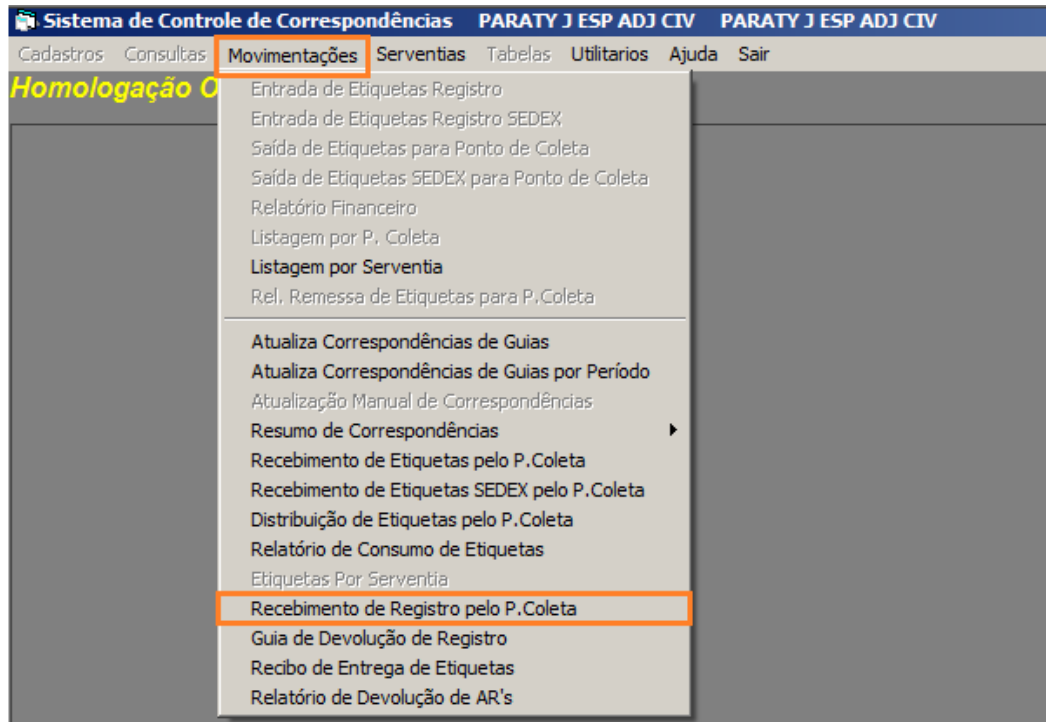 Sistema de Controle de Correspondências PARATY J ESP ADJ CIV PARATY J ESP ADJ CIV
Cadastros Consultas Movimentações Serventias Tabelas Utilitarios Ajuda Sair
Homologação O
Entrada de Etiquetas Registro
Entrada de Etiquetas Registro SEDEX
Saída de Etiquetas para Ponto de Coleta
Saída de Etiquetas SEDEX para Ponto de Coleta
Relatório Financeiro
Listagem por P. Coleta
Listagem por Serventia
Rel. Remessa de Etiquetas para P.Coleta
Atualiza Correspondências de Guias
Atualiza Correspondências de Guias por Período
Atualização Manual de Correspondências
Resumo de Correspondências
Recebimento de Etiquetas pelo P.Coleta
Recebimento de Etiquetas SEDEX pelo P.Coleta
Distribuição de Etiquetas pelo P.Coleta
Relatório de Consumo de Etiquetas
Etiquetas Por Serventia
Recebimento de Registro pelo P.Coleta
Guia de Devolução de Registro
Recibo de Entrega de Etiquetas
Relatório de Devolução de AR's